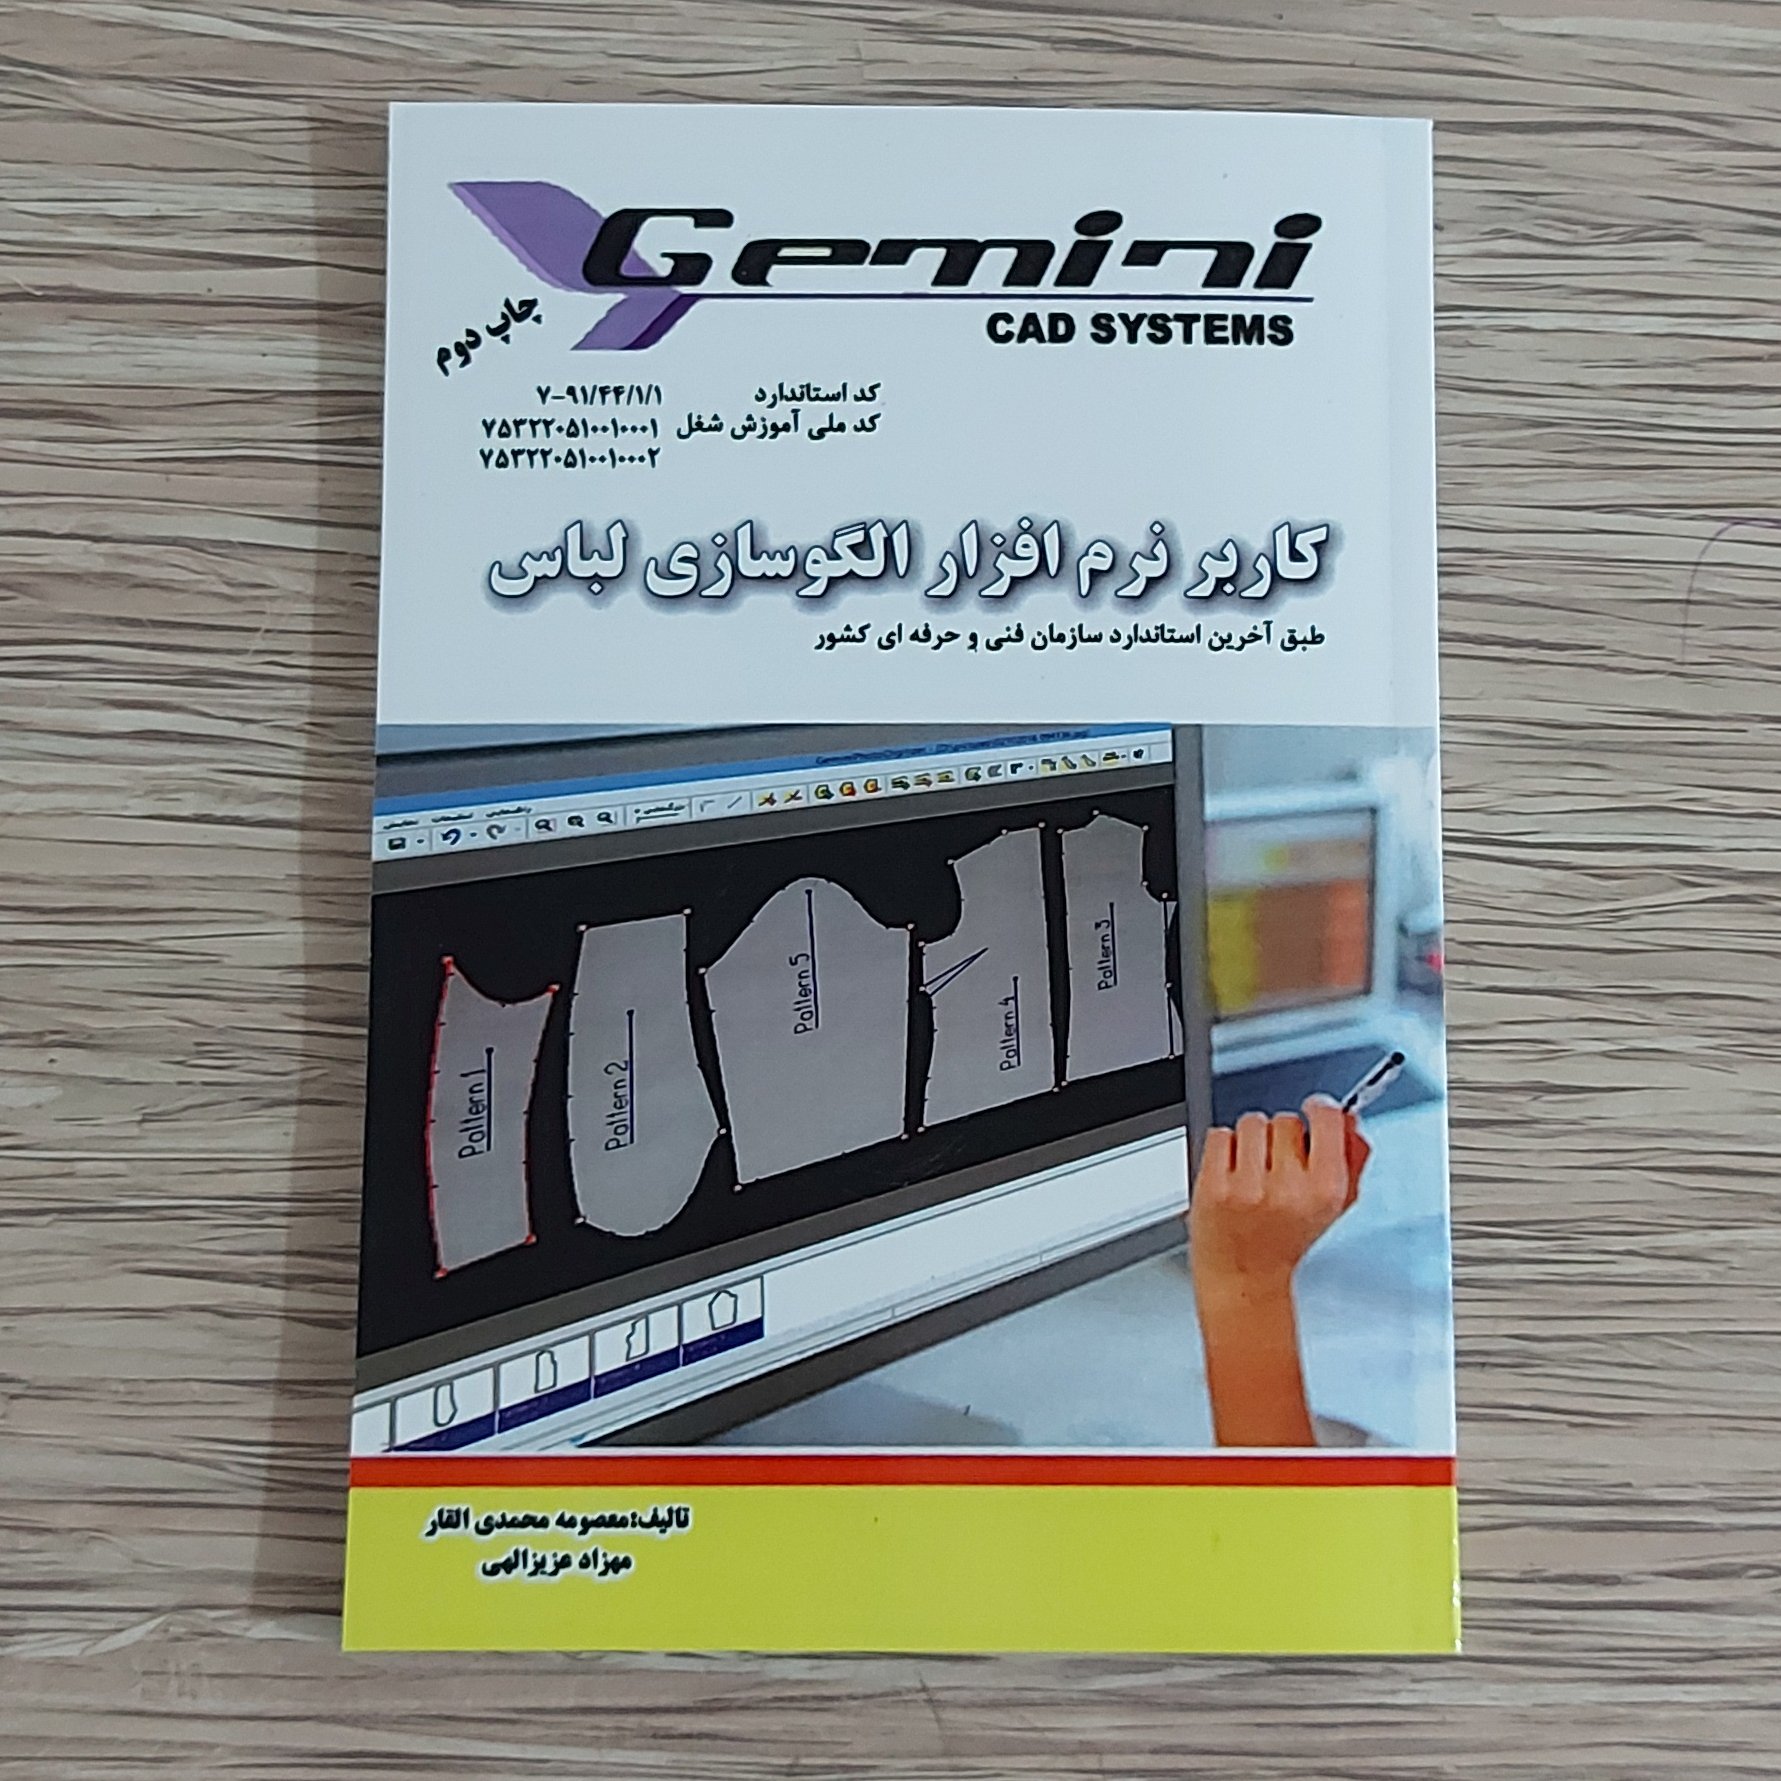 Gemini
CAD SYSTEMS
چاپ دوم
کد استاندارد ۷-۹۱/۴۴/۱/۱
کد ملی آموزش شغل ۷۵۳۲۲۰۵۱۰۰۱۰۰۰۱
۷۵۳۲۲۰۵۱۰۰۱۰۰۰۲
کاربر نرم افزار الگوسازی لباس
طبق آخرین استاندارد سازمان فنی و حرفه ای کشور
Pattern 1
Pattern 2
Pattern 5
Pattern 4
Pattern 3
تالیف:معصومه محمدی القار
مهزاد عزیزالهی